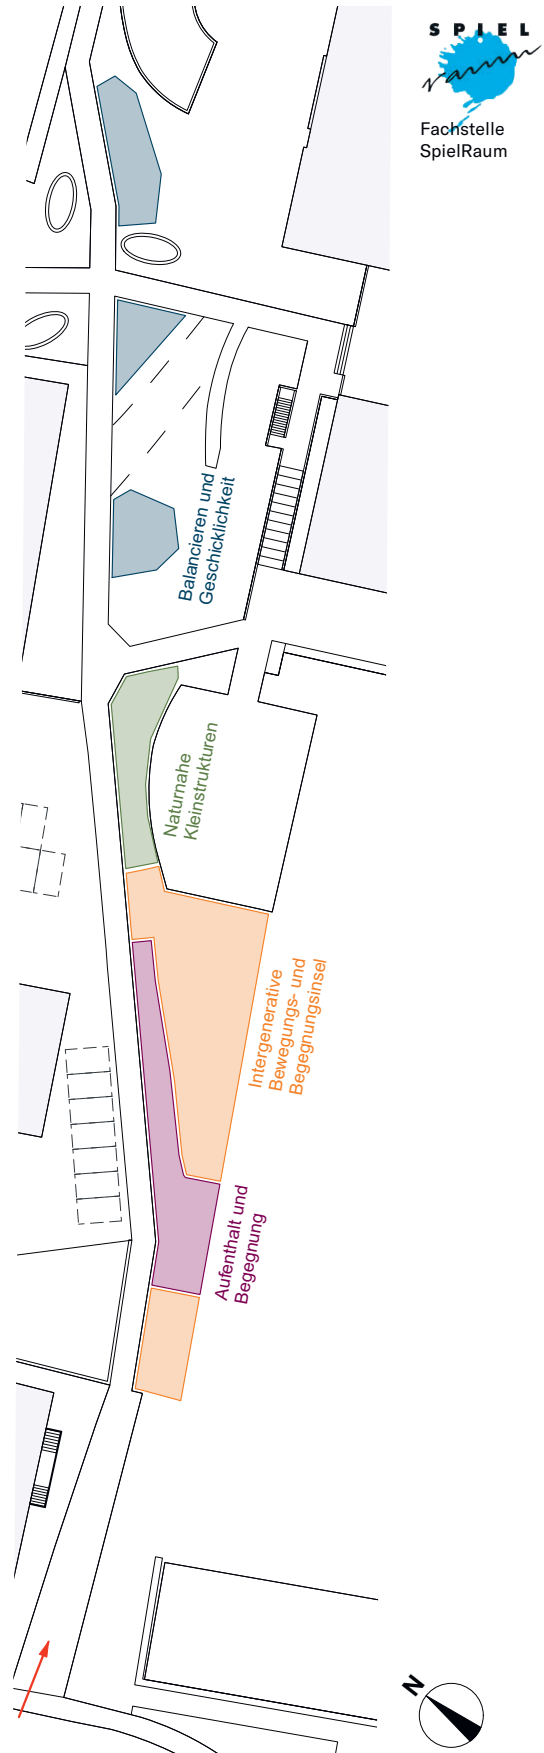 SPIEL
raum
Fachstelle
SpielRaum
Balancieren und
Geschicklichkeit
Naturnahe
Kleinstrukturen
Intergenerative
Bewegungs- und
Begegnungsinsel
Aufenthalt und
Begegnung
N